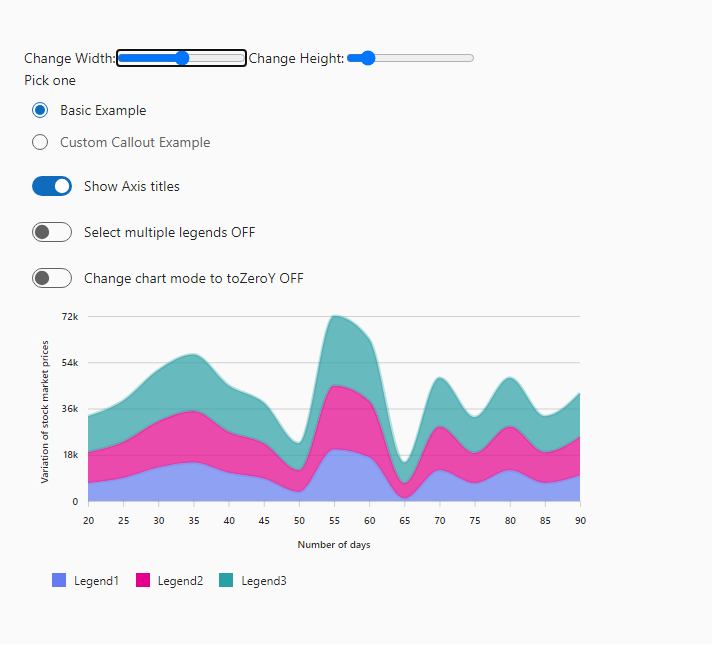 Change Width: Change Height:
Pick one
Basic Example
Custom Callout Example
Show Axis titles
Select multiple legends OFF
Change chart mode to toZeroY OFF
Variation of stock market prices
72k
54k
36k
18k
0
20 25 30 35 40 45 50 55 60 65 70 75 80 85 90
Number of days
Legend1 Legend2 Legend3